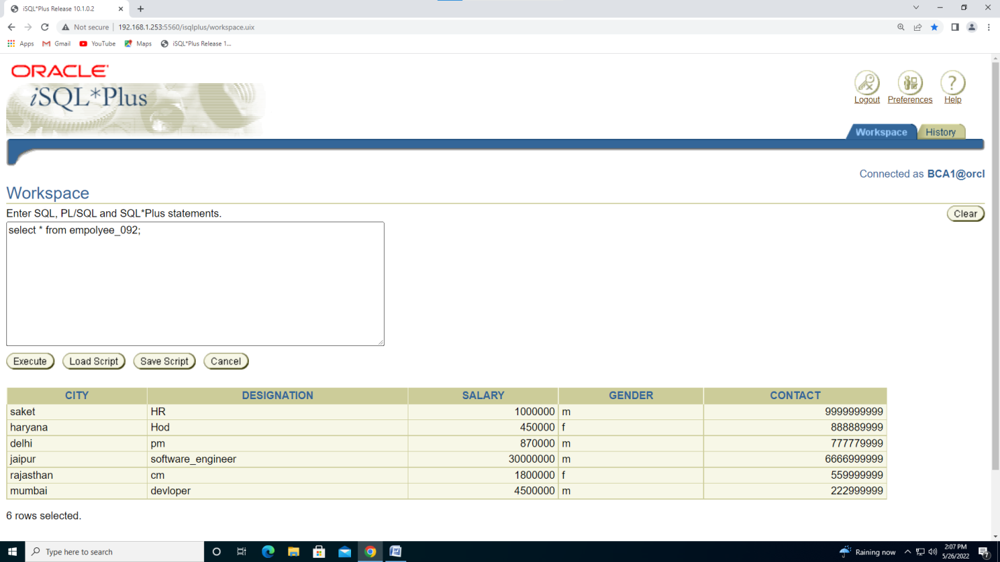 iSQL*Plus Release 10.1.0.2
Not secure | 192.168.1.253:5560/isqlplus/workspace.uix
Apps Gmail YouTube Maps iSQL*Plus Release 1...
ORACLE
iSQL*Plus
Logout Preferences Help
Workspace History
Connected as BCA1@orcl
Workspace
Enter SQL, PL/SQL and SQL*Plus statements.
Clear
select * from empolyee_092;
Execute Load Script Save Script Cancel
CITY DESIGNATION SALARY GENDER CONTACT
saket HR 1000000 m 9999999999
haryana Hod 450000 f 888889999
delhi pm 870000 m 777779999
jaipur software_engineer 30000000 m 6666999999
rajasthan cm 1800000 f 559999999
mumbai devloper 4500000 m 222999999
6 rows selected.
Type here to search
Raining now
2:07 PM
5/26/2022
7